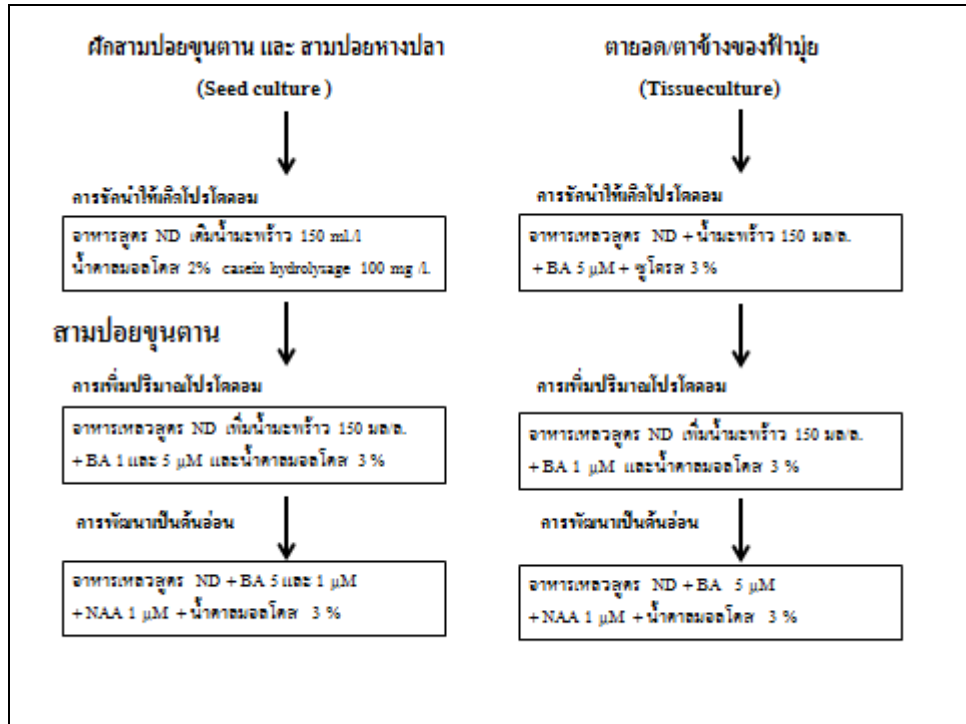 ฝักสามปอยขุนตาน และ สามปอยหางปลา
(Seed culture )
การชักนำให้เกิดโปรโตคอม
อาหารสูตร ND เติมน้ำมะพร้าว 150 ml/l
น้ำตาลมอลโตส 2% casein hydrolysage 100 mg /l.
สามปอยขุนตาน
การเพิ่มปริมาณโปรโตคอม
อาหารเหลวสูตร ND เพิ่มน้ำมะพร้าว 150 มล/ล.
+ BA 1 และ 5 μM และน้ำตาลมอลโตส 3 %
การพัฒนาเป็นต้นอ่อน
อาหารเหลวสูตร ND + BA 5 และ 1 μM
+ NAA 1 μM + น้ำตาลมอลโตส 3 %
ตายอด/ตาข้างของฟ้ามุ่ย
(Tissueculture)
การชักนำให้เกิดโปรโตคอม
อาหารเหลวสูตร ND + น้ำมะพร้าว 150 มล/ล.
+ BA 5 μM + ซูโครส 3 %
การเพิ่มปริมาณโปรโตคอม
อาหารเหลวสูตร ND เพิ่มน้ำมะพร้าว 150 มล/ล.
+ BA 1 μM และน้ำตาลมอลโตส 3 %
การพัฒนาเป็นต้นอ่อน
อาหารเหลวสูตร ND + BA 5 μM
+ NAA 1 μM + น้ำตาลมอลโตส 3 %